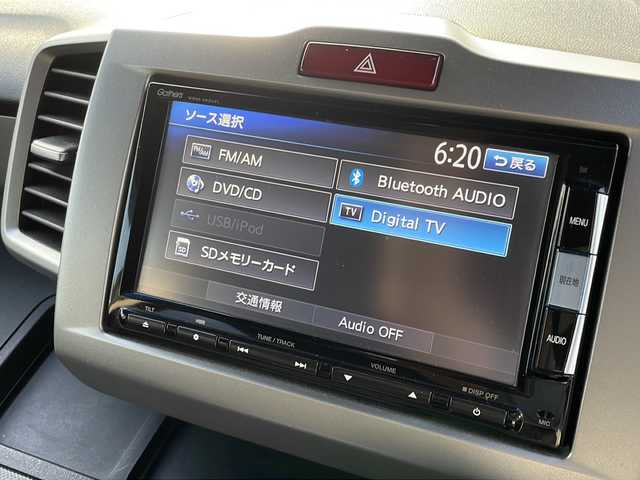 Gathers
ソース選択
6:20
戻る
FM/AM
FM/AM
Bluetooth AUDIO
DVD/CD
TV
Digital TV
USB/iPod
SD
SDメモリーカード
交通情報
Audio OFF
MENU
現在地
AUDIO
TILT
TUNE/TRACK
VOLUME
DISP OFF
MIC